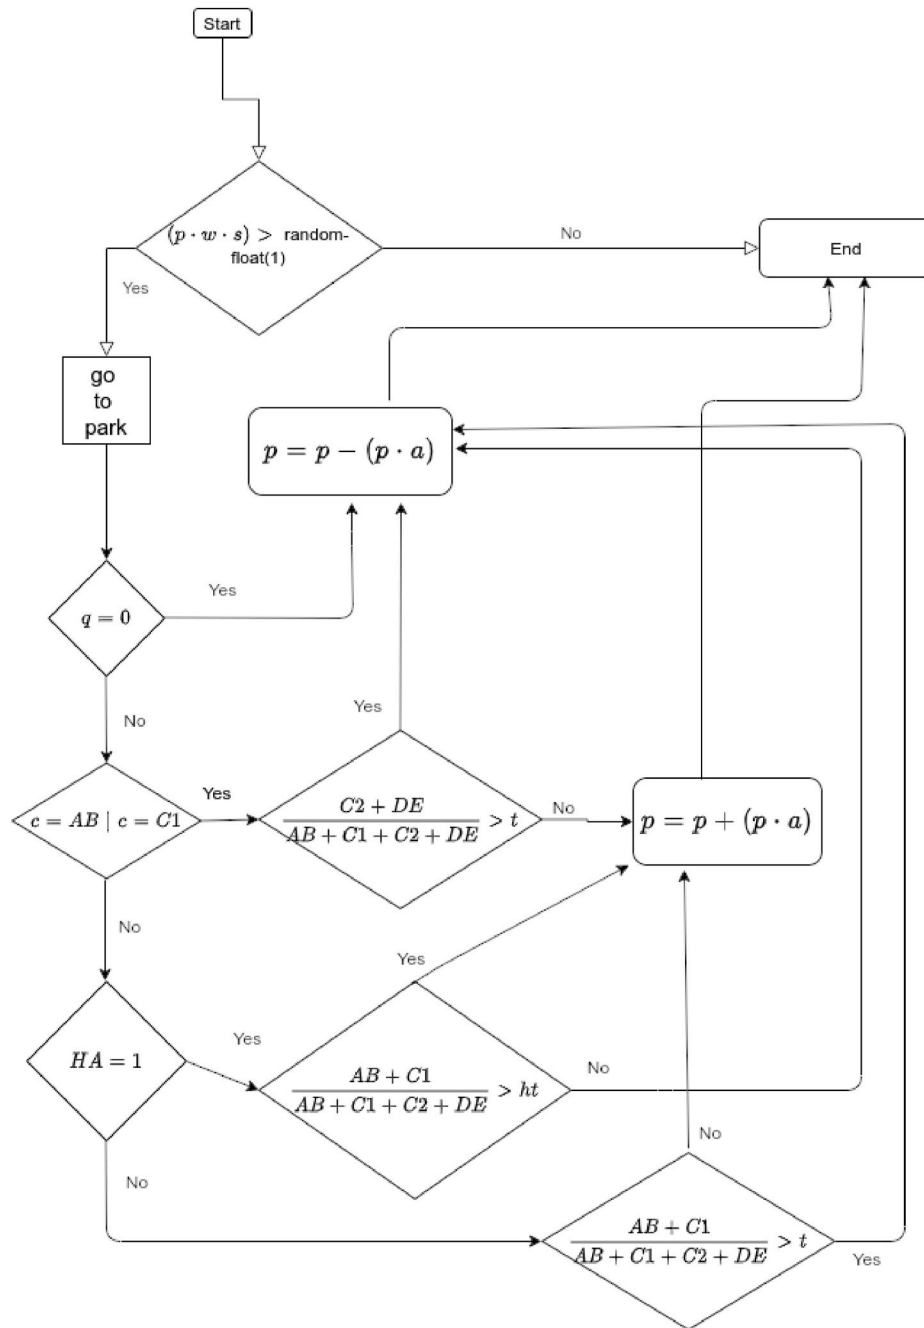 Start
(p · w · s) > random-
float(1)
No
End
Yes
go
to
park
p = p − (p · a)
q = 0
Yes
No
Yes
c = AB | c = C1
Yes
C2 + DE
AB + C1 + C2 + DE > t
No
p = p + (p · a)
No
Yes
HA = 1
Yes
AB + C1
AB + C1 + C2 + DE > ht
No
No
No
AB + C1
AB + C1 + C2 + DE > t
Yes